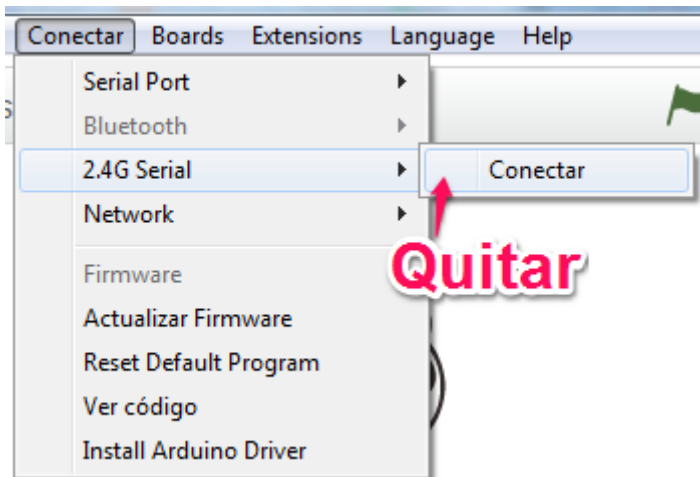 Conectar Boards Extensions Language Help
Serial Port
Bluetooth
2.4G Serial
Conectar
Network
Quitar
Firmware
Actualizar Firmware
Reset Default Program
Ver código
Install Arduino Driver